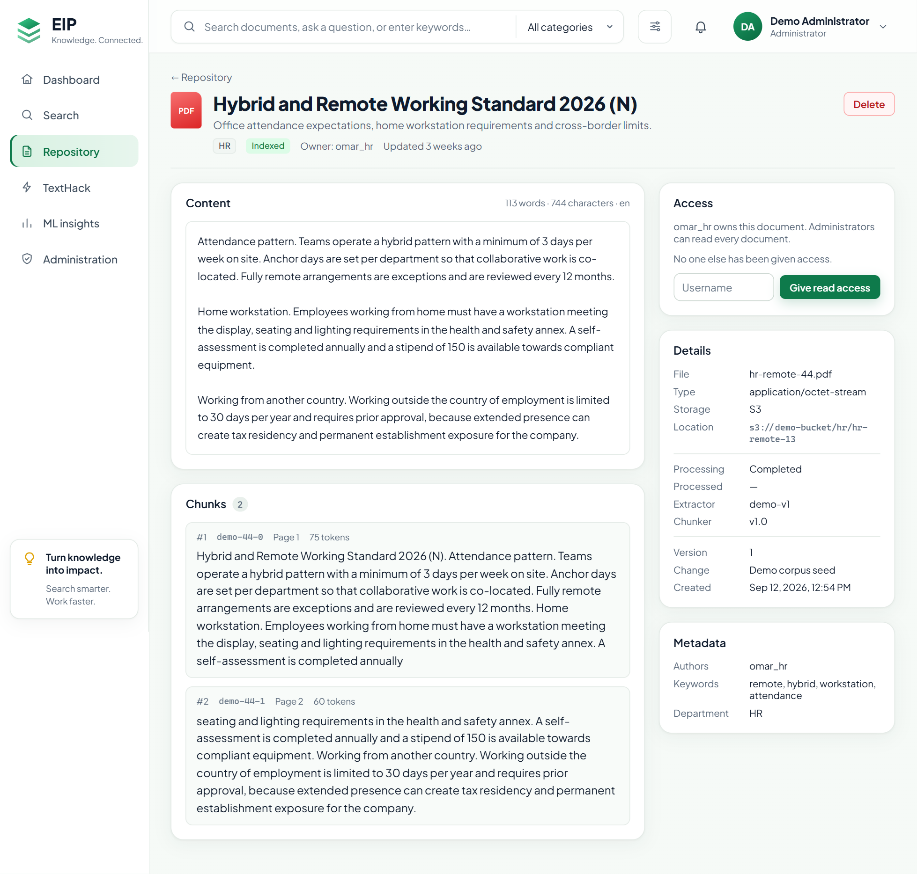 EIP
Knowledge. Connected.
Search documents, ask a question, or enter keywords...
All categories
DA
Demo Administrator
Administrator
Dashboard
Search
Repository
TextHack
ML insights
Administration
Turn knowledge
into impact.
Search smarter.
Work faster.
← Repository
PDF
Hybrid and Remote Working Standard 2026 (N)
Office attendance expectations, home workstation requirements and cross-border limits.
HR
Indexed
Owner: omar_hr
Updated 3 weeks ago
Delete
Content
113 words · 744 characters · en
Attendance pattern. Teams operate a hybrid pattern with a minimum of 3 days per
week on site. Anchor days are set per department so that collaborative work is co-
located. Fully remote arrangements are exceptions and are reviewed every 12 months.
Home workstation. Employees working from home must have a workstation meeting
the display, seating and lighting requirements in the health and safety annex. A self-
assessment is completed annually and a stipend of 150 is available towards compliant
equipment.
Working from another country. Working outside the country of employment is limited
to 30 days per year and requires prior approval, because extended presence can
create tax residency and permanent establishment exposure for the company.
Chunks 2
#1 demo-44-0 Page 1 75 tokens
Hybrid and Remote Working Standard 2026 (N). Attendance pattern. Teams
operate a hybrid pattern with a minimum of 3 days per week on site. Anchor days
are set per department so that collaborative work is co-located. Fully remote
arrangements are exceptions and are reviewed every 12 months. Home
workstation. Employees working from home must have a workstation meeting
the display, seating and lighting requirements in the health and safety annex. A
self-assessment is completed annually
#2 demo-44-1 Page 2 60 tokens
seating and lighting requirements in the health and safety annex. A self-
assessment is completed annually and a stipend of 150 is available towards
compliant equipment. Working from another country. Working outside the
country of employment is limited to 30 days per year and requires prior
approval, because extended presence can create tax residency and permanent
establishment exposure for the company.
Access
omar_hr owns this document. Administrators
can read every document.
No one else has been given access.
Username
Give read access
Details
File hr-remote-44.pdf
Type application/octet-stream
Storage S3
Location s3://demo-bucket/hr/hr-
remote-13
Processing Completed
Processed —
Extractor demo-v1
Chunker v1.0
Version 1
Change Demo corpus seed
Created Sep 12, 2026, 12:54 PM
Metadata
Authors omar_hr
Keywords remote, hybrid, workstation,
attendance
Department HR